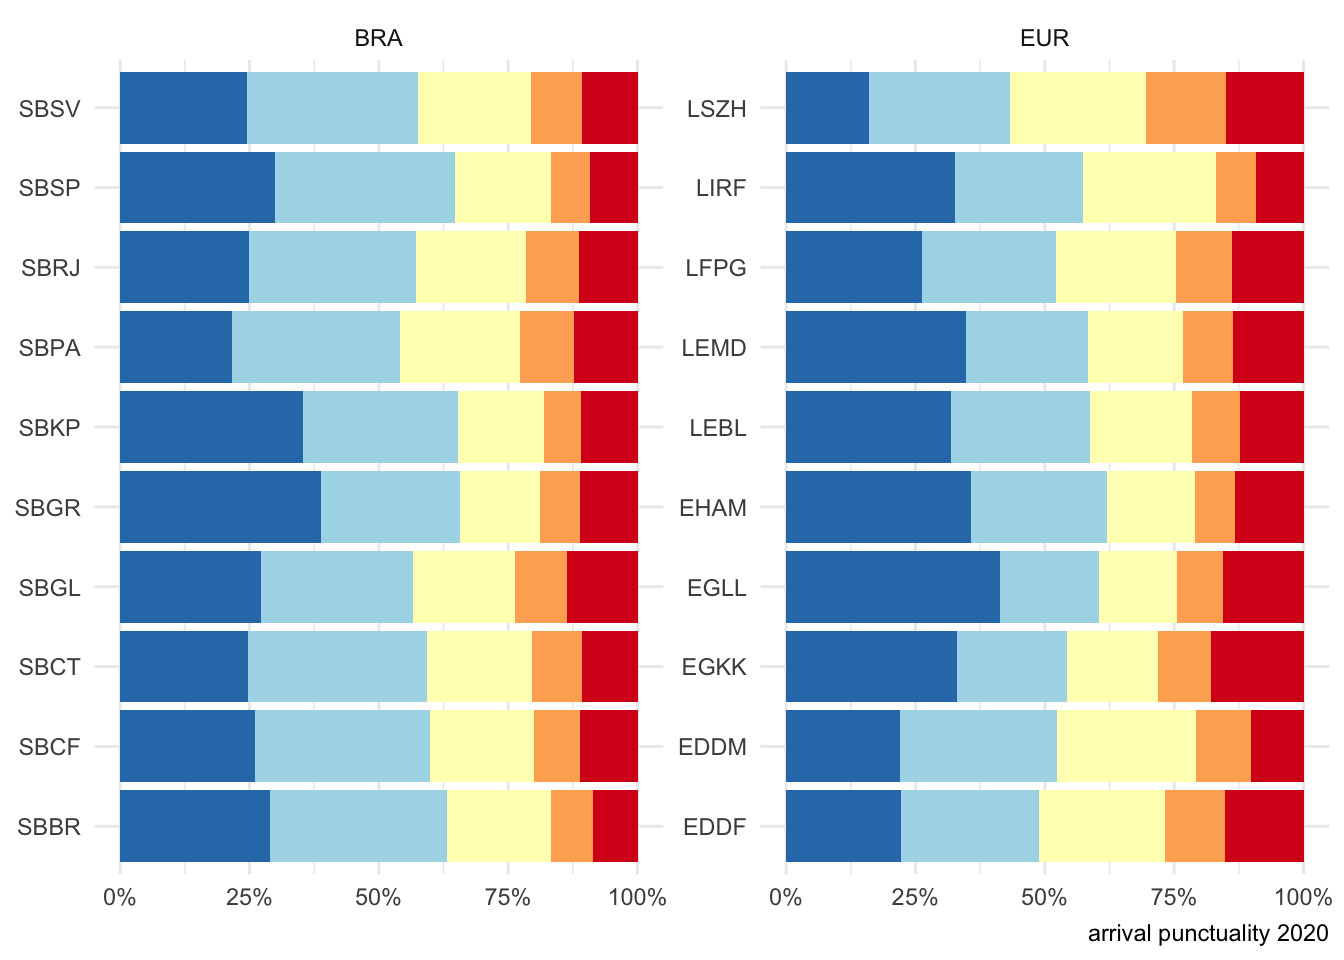 BRA
SBSV
SBSP
SBRJ
SBPA
SBKP
SBGR
SBGL
SBCT
SBCF
SBBR
0% 25% 50% 75% 100%
EUR
LSZH
LIRF
LFPG
LEMD
LEBL
EHAM
EGLL
EGKK
EDDM
EDDF
0% 25% 50% 75% 100%
arrival punctuality 2020